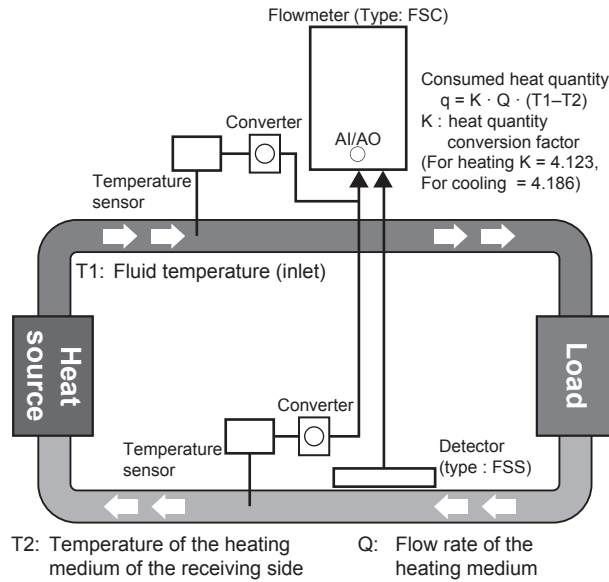 Flowmeter (Type: FSC)
Consumed heat quantity
q = K · Q · (T1–T2)
K : heat quantity
conversion factor
(For heating K = 4.123,
For cooling  = 4.186)
AI/AO
Converter
Temperature
sensor
T1: Fluid temperature (inlet)
Heat
source
Load
Converter
Temperature
sensor
Detector
(type : FSS)
T2: Temperature of the heating
medium of the receiving side
Q: Flow rate of the
heating medium